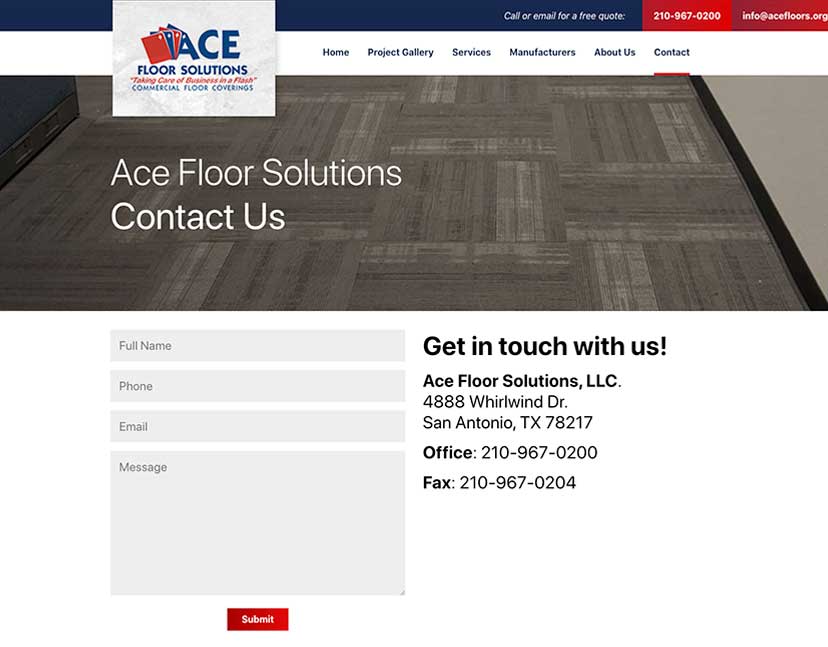 Call or email for a free quote: 210-967-0200 info@acefloors.org
ACE
FLOOR SOLUTIONS
"Taking Care of Business in a Flash"
COMMERCIAL FLOOR COVERINGS
Home Project Gallery Services Manufacturers About Us Contact
Ace Floor Solutions
Contact Us
Full Name
Phone
Email
Message
Submit
Get in touch with us!
Ace Floor Solutions, LLC.
4888 Whirlwind Dr.
San Antonio, TX 78217
Office: 210-967-0200
Fax: 210-967-0204